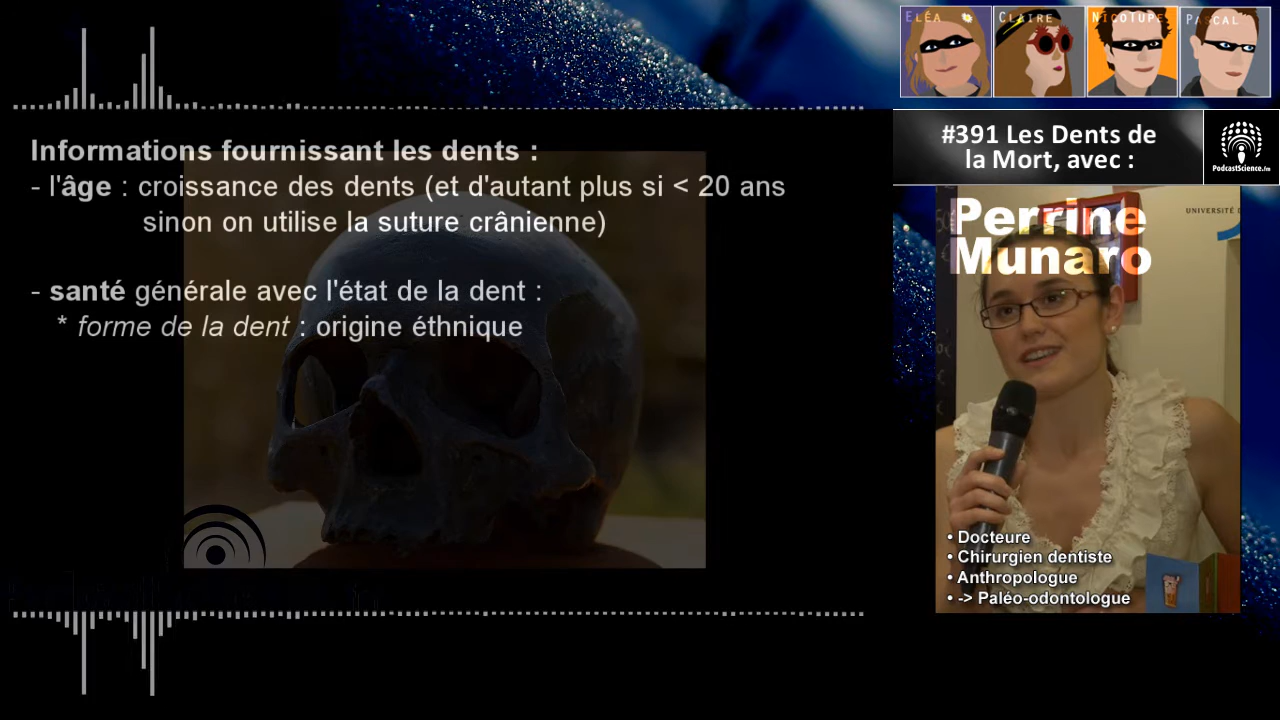 ELÉA
CLAIRE
NICOTUPE
PASCAL
#391 Les Dents de
la Mort, avec :
PodcastScience.fm
Informations fournissant les dents :
- l'âge : croissance des dents (et d'autant plus si < 20 ans
sinon on utilise la suture crânienne)
- santé générale avec l'état de la dent :
* forme de la dent : origine éthnique
Perrine
Munaro
UNIVERSITÉ
• Docteure
• Chirurgien dentiste
• Anthropologue
• -> Paléo-odontologue